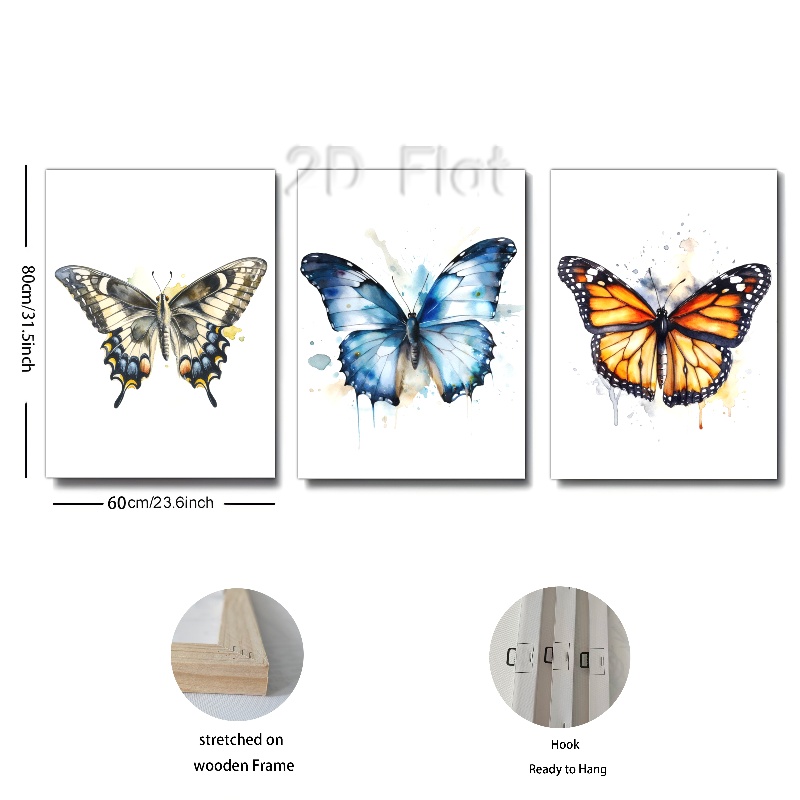 2D Flat
80cm/31.5inch
60cm/23.6inch
stretched on
wooden Frame
Hook
Ready to Hang